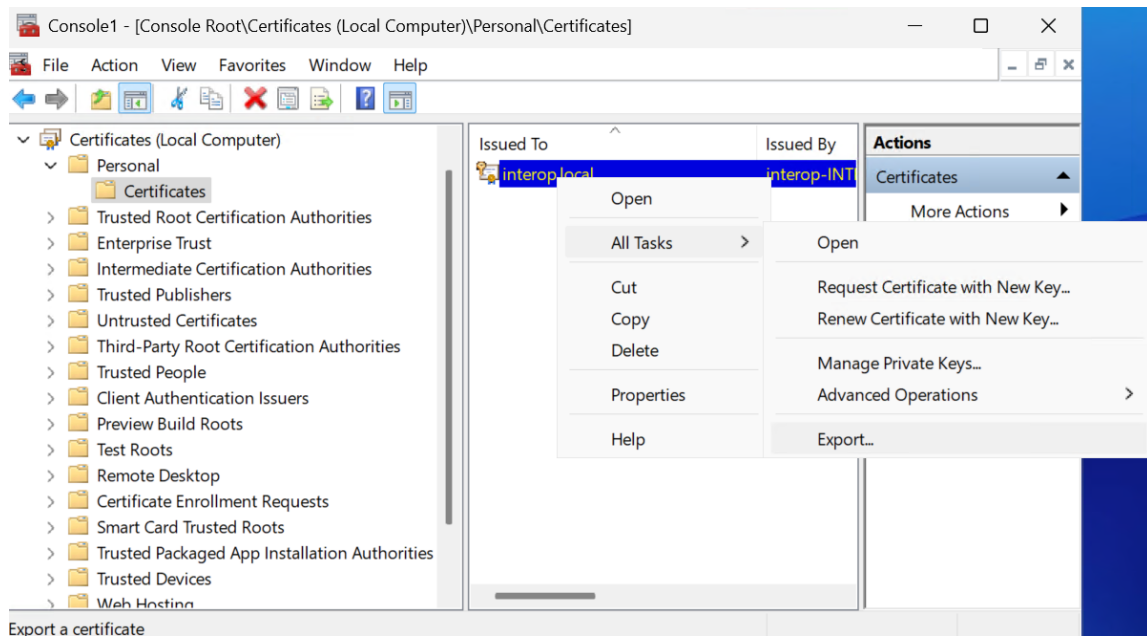 Console1 - [Console Root\Certificates (Local Computer)\Personal\Certificates]
File Action View Favorites Window Help
Certificates (Local Computer)
Personal
Certificates
Trusted Root Certification Authorities
Enterprise Trust
Intermediate Certification Authorities
Trusted Publishers
Untrusted Certificates
Third-Party Root Certification Authorities
Trusted People
Client Authentication Issuers
Preview Build Roots
Test Roots
Remote Desktop
Certificate Enrollment Requests
Smart Card Trusted Roots
Trusted Packaged App Installation Authorities
Trusted Devices
Web Hosting
Issued To Issued By
interop.local interop-INT
Open
All Tasks
Cut
Copy
Delete
Properties
Help
Open
Request Certificate with New Key...
Renew Certificate with New Key...
Manage Private Keys...
Advanced Operations
Export...
Actions
Certificates
More Actions
Export a certificate